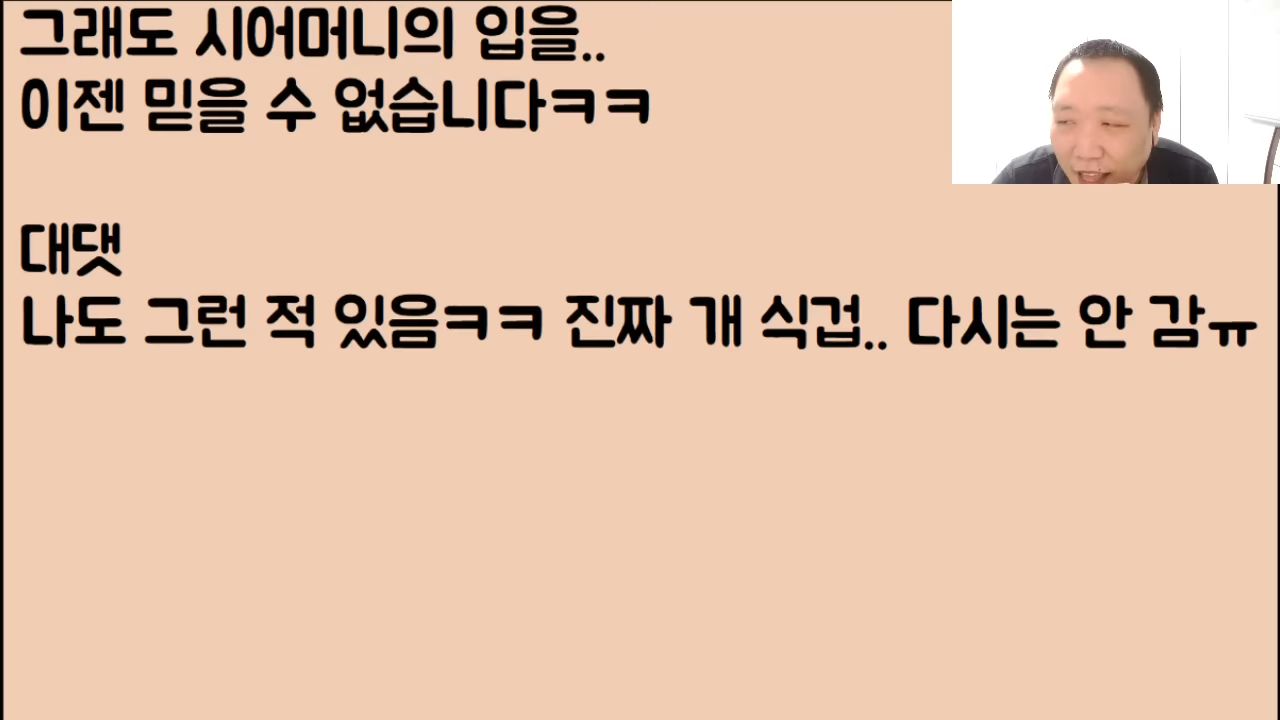 그래도 시어머니의 입을..
이젠 믿을 수 없습니다ㅋㅋ
대댓
나도 그런 적 있음ㅋㅋ 진짜 개 식겁.. 다시는 안 감ㅠ